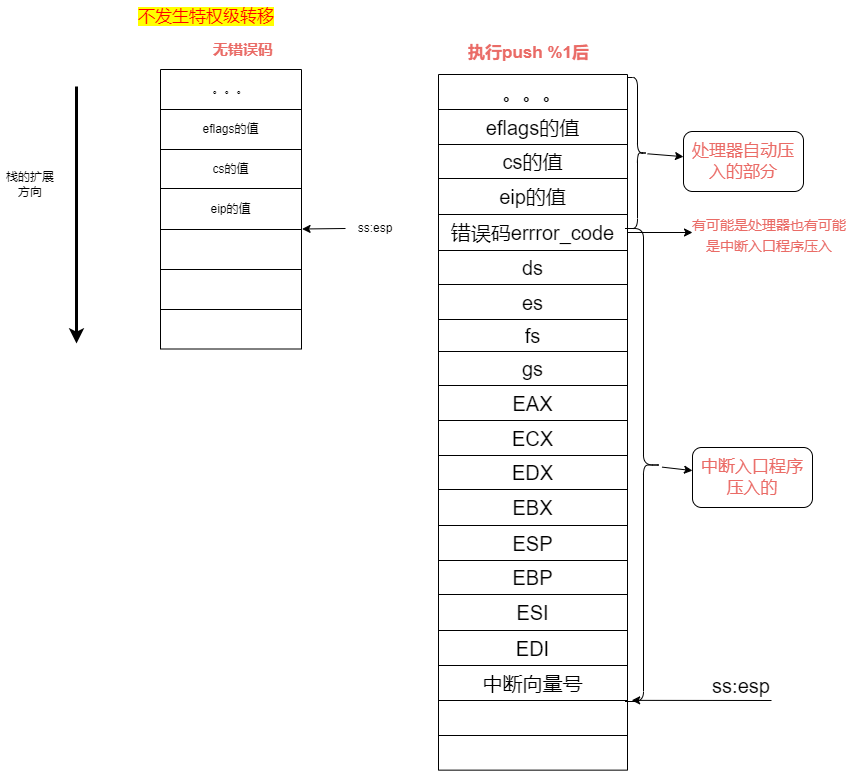 不发生特权级转移
无错误码
执行push %1后
。。。
eflags的值
cs的值
eip的值
ss:esp
栈的扩展
方向
。。。
eflags的值
cs的值
eip的值
错误码errror_code
ds
es
fs
gs
EAX
ECX
EDX
EBX
ESP
EBP
ESI
EDI
中断向量号
处理器自动压
入的部分
有可能是处理器也有可能
是中断入口程序压入
中断入口程序
压入的
ss:esp